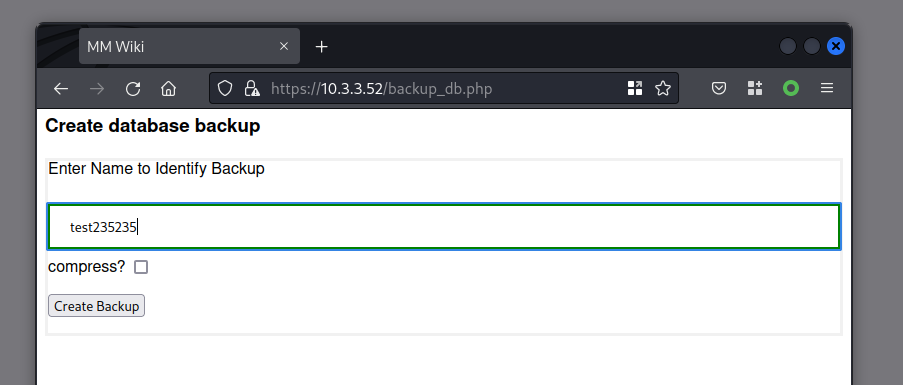 MM Wiki
https://10.3.3.52/backup_db.php
Create database backup
Enter Name to Identify Backup
test235235
compress?
Create Backup